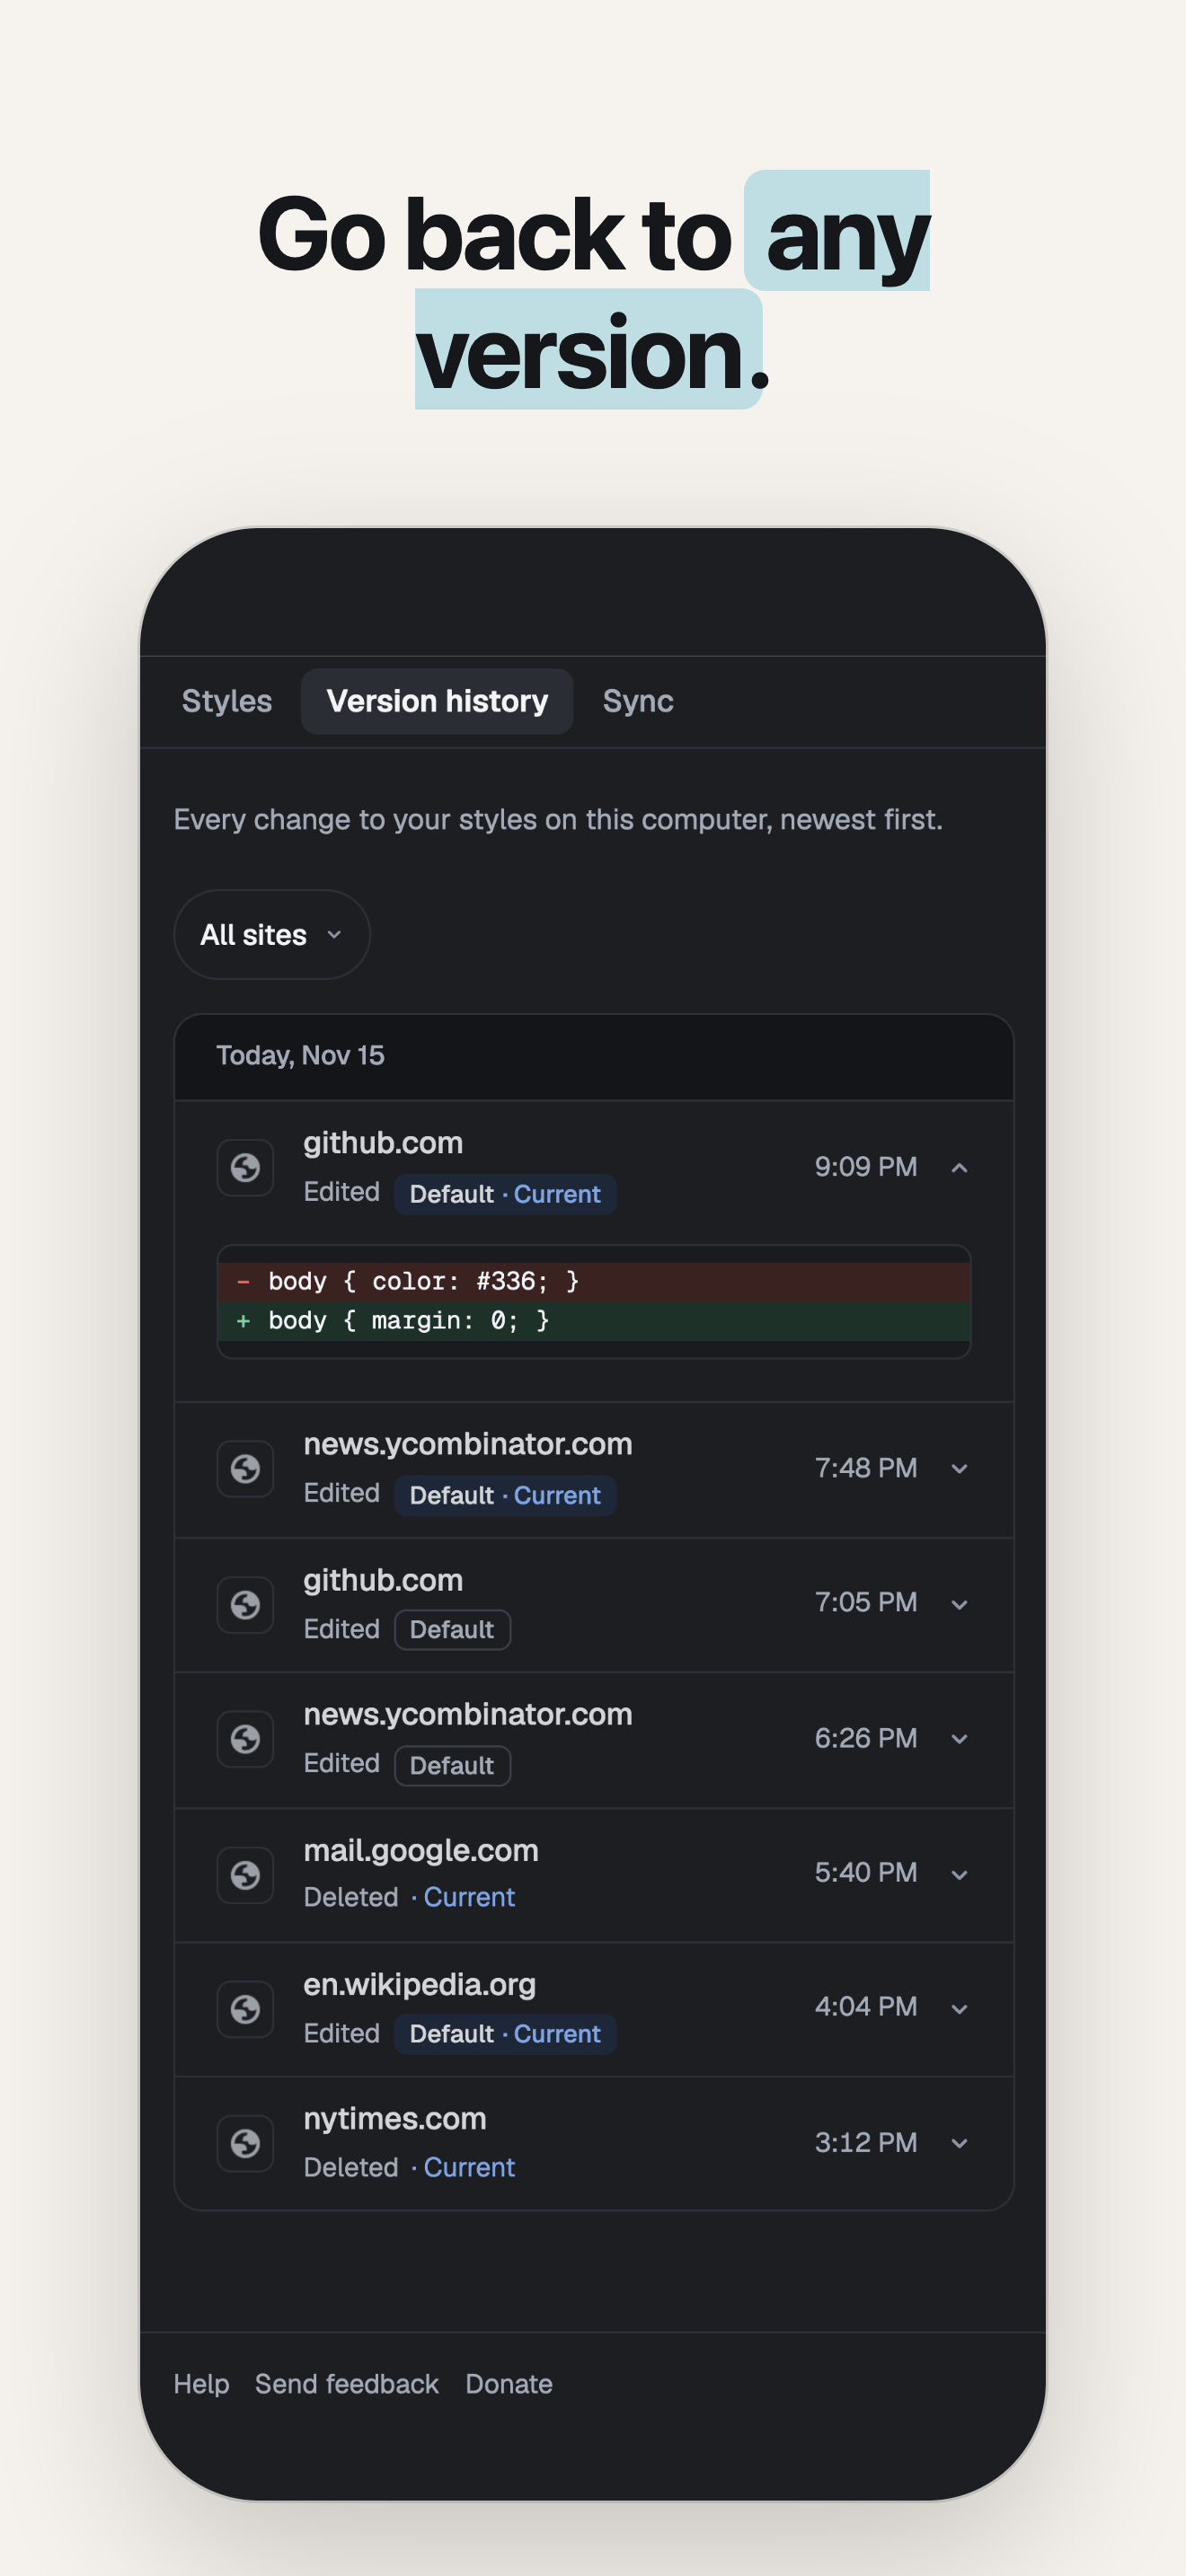 Go back to any
version.
Styles Version history Sync
Every change to your styles on this computer, newest first.
All sites
Today, Nov 15
github.com
Edited Default · Current
9:09 PM
- body { color: #336; }
+ body { margin: 0; }
news.ycombinator.com
Edited Default · Current
7:48 PM
github.com
Edited Default
7:05 PM
news.ycombinator.com
Edited Default
6:26 PM
mail.google.com
Deleted · Current
5:40 PM
en.wikipedia.org
Edited Default · Current
4:04 PM
nytimes.com
Deleted · Current
3:12 PM
Help Send feedback Donate